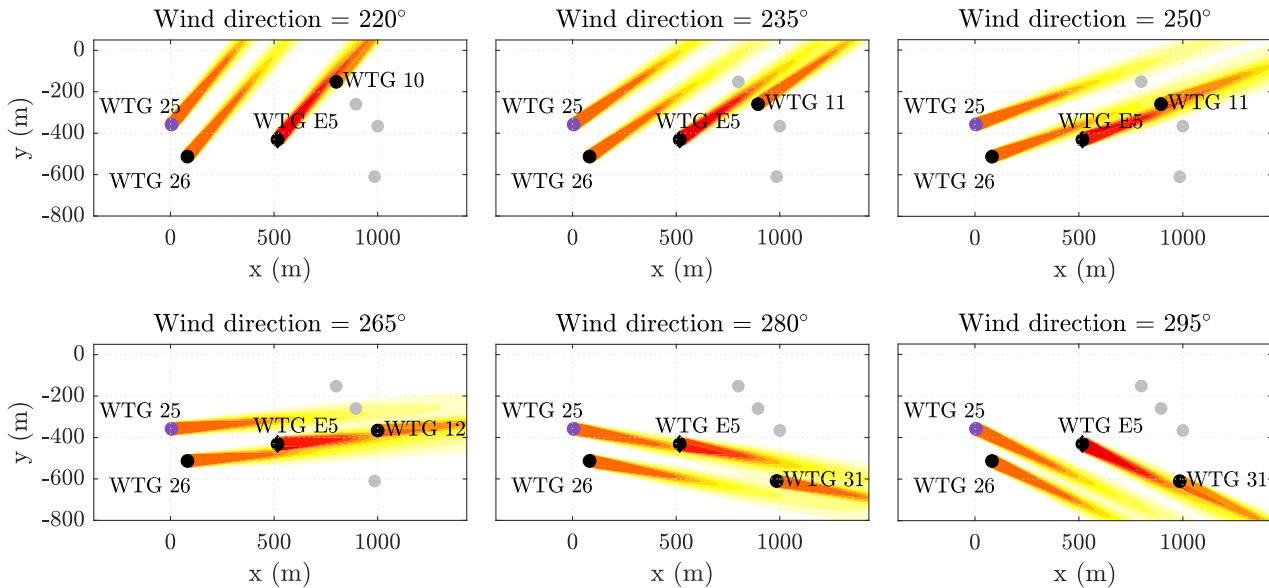 Wind direction = 220°
Wind direction = 235°
Wind direction = 250°
0
-200
-400
-600
-800
y (m)
WTG 25
WTG 26
WTG E5
WTG 10
WTG 25
WTG 26
WTG E5
WTG 11
WTG 25
WTG 26
WTG E5
WTG 11
0 500 1000
0 500 1000
0 500 1000
x (m)
x (m)
x (m)
Wind direction = 265°
Wind direction = 280°
Wind direction = 295°
0
-200
-400
-600
-800
y (m)
WTG 25
WTG 26
WTG E5
WTG 12
WTG 25
WTG 26
WTG E5
WTG 31
WTG 25
WTG 26
WTG E5
WTG 31
0 500 1000
0 500 1000
0 500 1000
x (m)
x (m)
x (m)